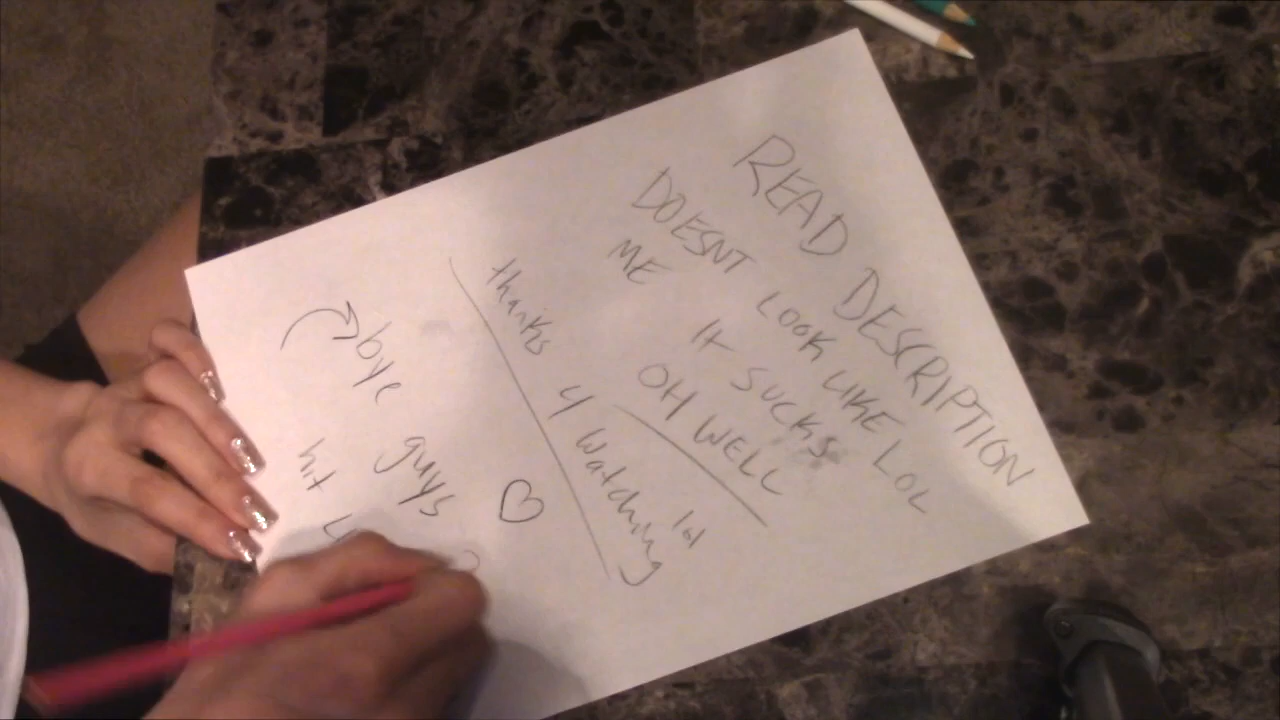 READ DESCRIPTION
DOESNT LOOK LIKE LOL
ME IT SUCKS
OH WELL
lol
thanks 4 watching
bye guys ♡
hit